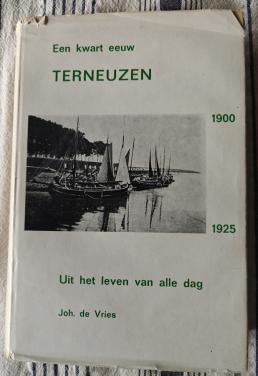 Een kwart eeuw
TERNEUZEN
1900
1925
Uit het leven van alle dag
Joh. de Vries